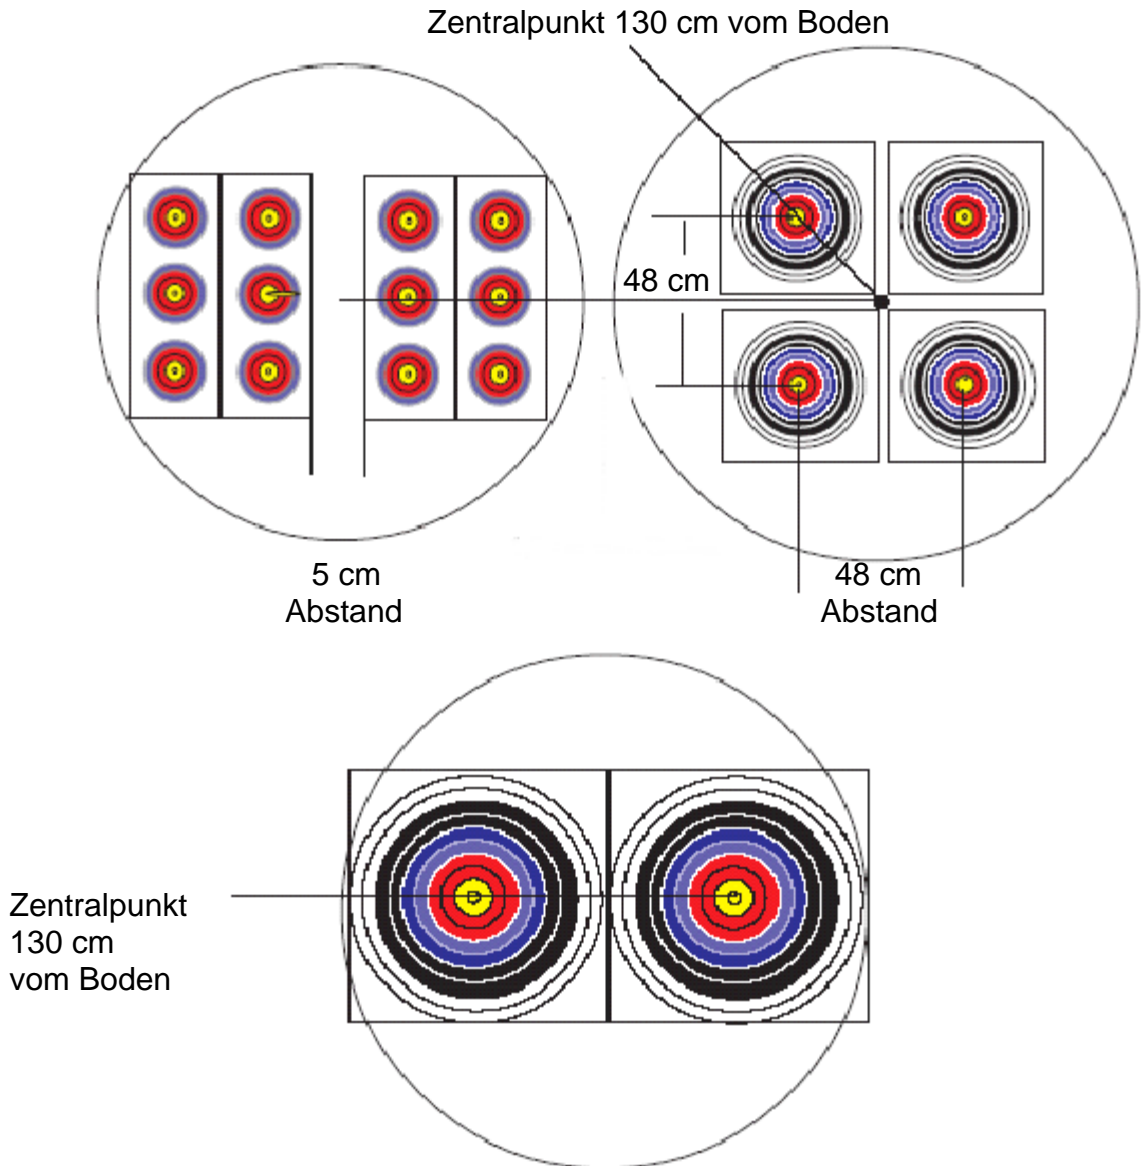 Zentralpunkt 130 cm vom Boden
48 cm
5 cm
Abstand
48 cm
Abstand
Zentralpunkt
130 cm
vom Boden